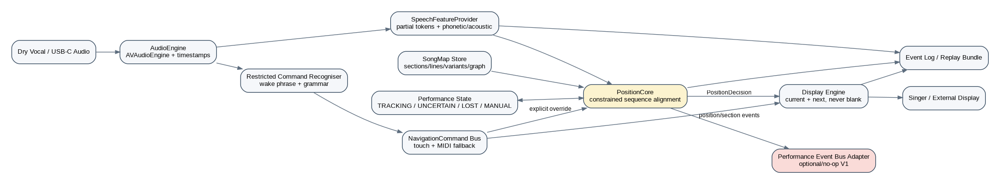 Dry Vocal / USB-C Audio
AudioEngine
AVAudioEngine + timestamps
SpeechFeatureProvider
partial tokens + phonetic/acoustic
Restricted Command Recogniser
wake phrase + grammar
SongMap Store
sections/lines/variants/graph
Performance State
TRACKING / UNCERTAIN / LOST / MANUAL
NavigationCommand Bus
touch + MIDI fallback
explicit override
PositionCore
constrained sequence alignment
PositionDecision
position/section events
Display Engine
current + next, never blank
Performance Event Bus Adapter
optional/no-op V1
Event Log / Replay Bundle
Singer / External Display